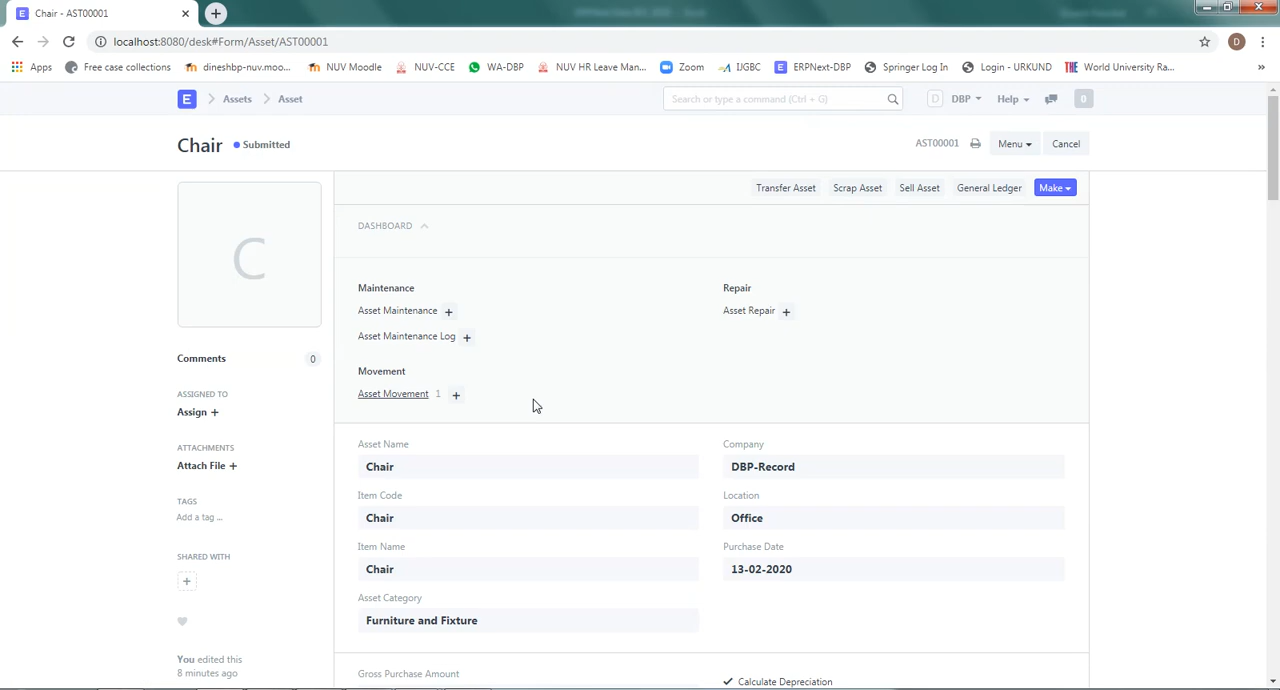 E Chair - AST00001
localhost:8080/desk#Form/Asset/AST00001 D
Apps Free case collections dineshbp-nuv.moo... NUV Moodle NUV-CCE WA-DBP NUV HR Leave Man... Zoom IJGBC E ERPNext-DBP Springer Log In Login - URKUND THE World University Ra... »
E Assets Asset Search or type a command (Ctrl + G) D DBP Help 0
Chair Submitted AST00001 Menu Cancel
C
Transfer Asset Scrap Asset Sell Asset General Ledger Make
DASHBOARD
Maintenance Repair
Asset Maintenance + Asset Repair +
Asset Maintenance Log +
Movement
Asset Movement 1 +
Comments 0
ASSIGNED TO
Assign +
ATTACHMENTS
Attach File +
TAGS
Add a tag ...
SHARED WITH
+
You edited this
8 minutes ago
Asset Name Company
Chair DBP-Record
Item Code Location
Chair Office
Item Name Purchase Date
Chair 13-02-2020
Asset Category
Furniture and Fixture
Gross Purchase Amount Calculate Depreciation